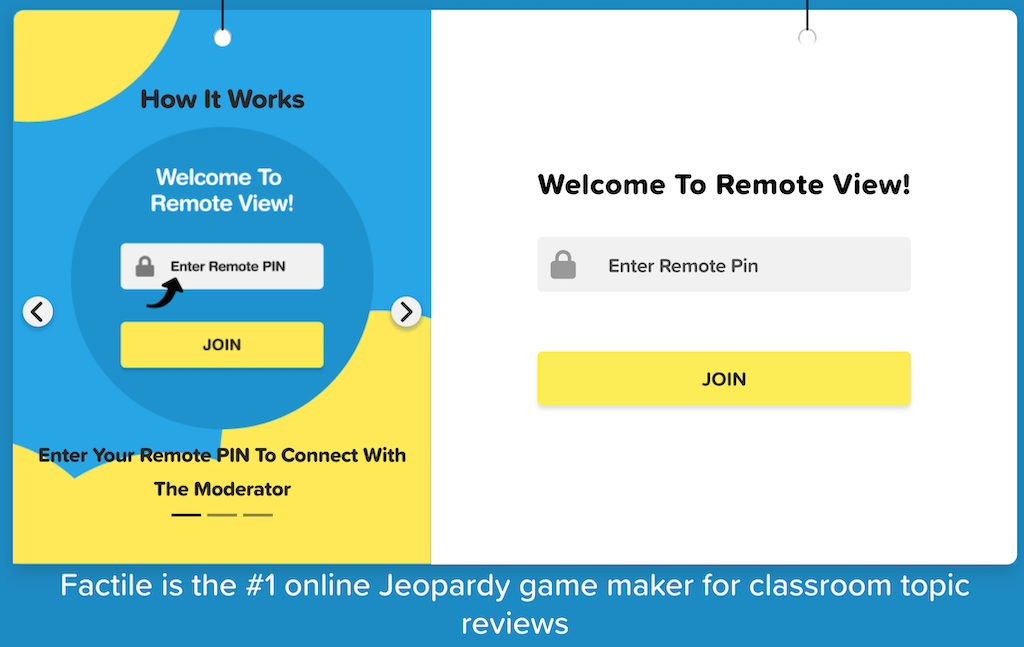 How It Works
Welcome To
Remote View!
Enter Remote PIN
JOIN
Enter Your Remote PIN To Connect With
The Moderator
Welcome To Remote View!
Enter Remote Pin
JOIN
Factile is the #1 online Jeopardy game maker for classroom topic
reviews